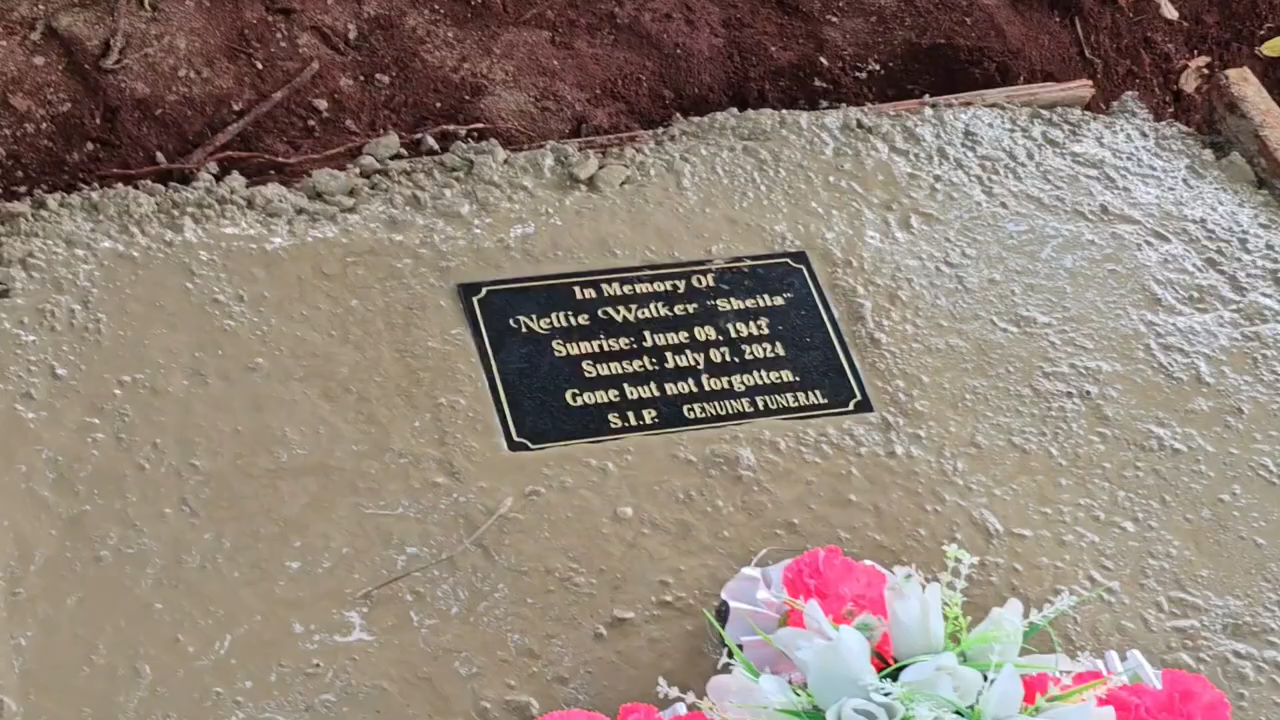 In Memory Of
Nellie Walker "Sheila"
Sunrise: June 09, 1943
Sunset: July 07, 2024
Gone but not forgotten.
S.I.P. GENUINE FUNERAL